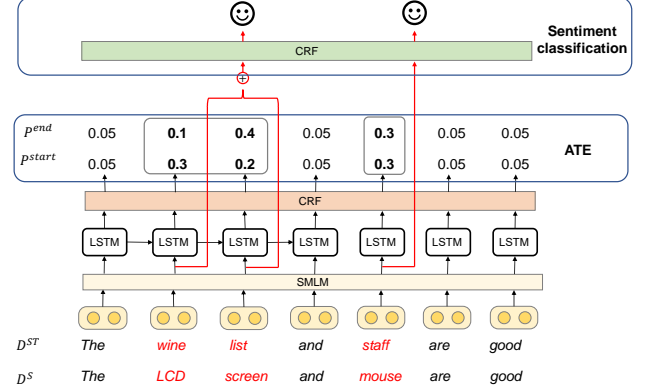 Sentiment
classification
CRF
+
P^end 0.05 0.1 0.4 0.05 0.3 0.05 0.05
ATE
P^start 0.05 0.3 0.2 0.05 0.3 0.05 0.05
CRF
LSTM LSTM LSTM LSTM LSTM LSTM LSTM
SMLM
D^ST The wine list and staff are good
D^S The LCD screen and mouse are good